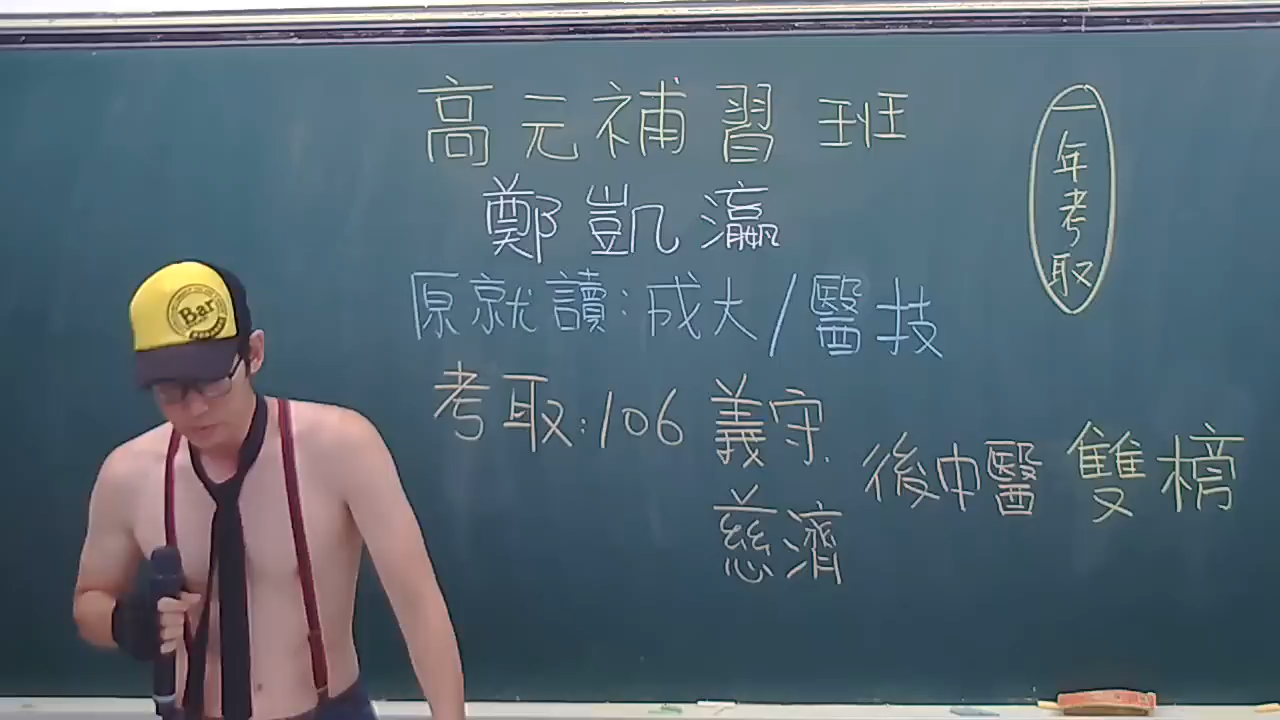 高元補習班
一年考取
鄭凱瀛
原就讀:成大/醫技
考取:106 義守
慈濟
後中醫 雙榜
Bar